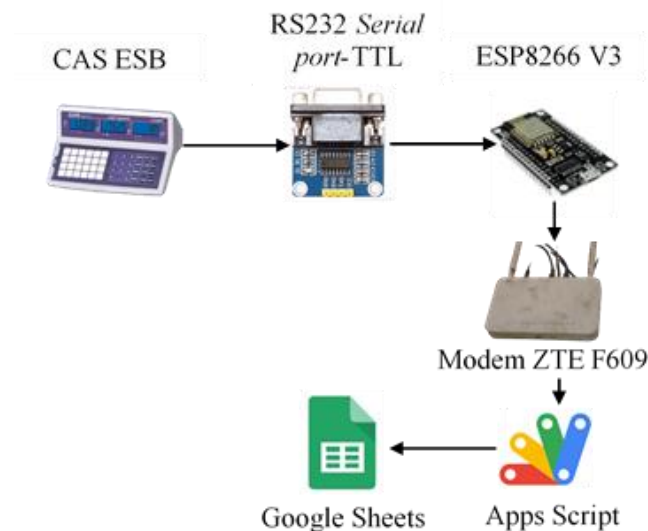 CAS ESB
RS232 Serial
port-TTL
ESP8266 V3
Modem ZTE F609
Google Sheets
Apps Script